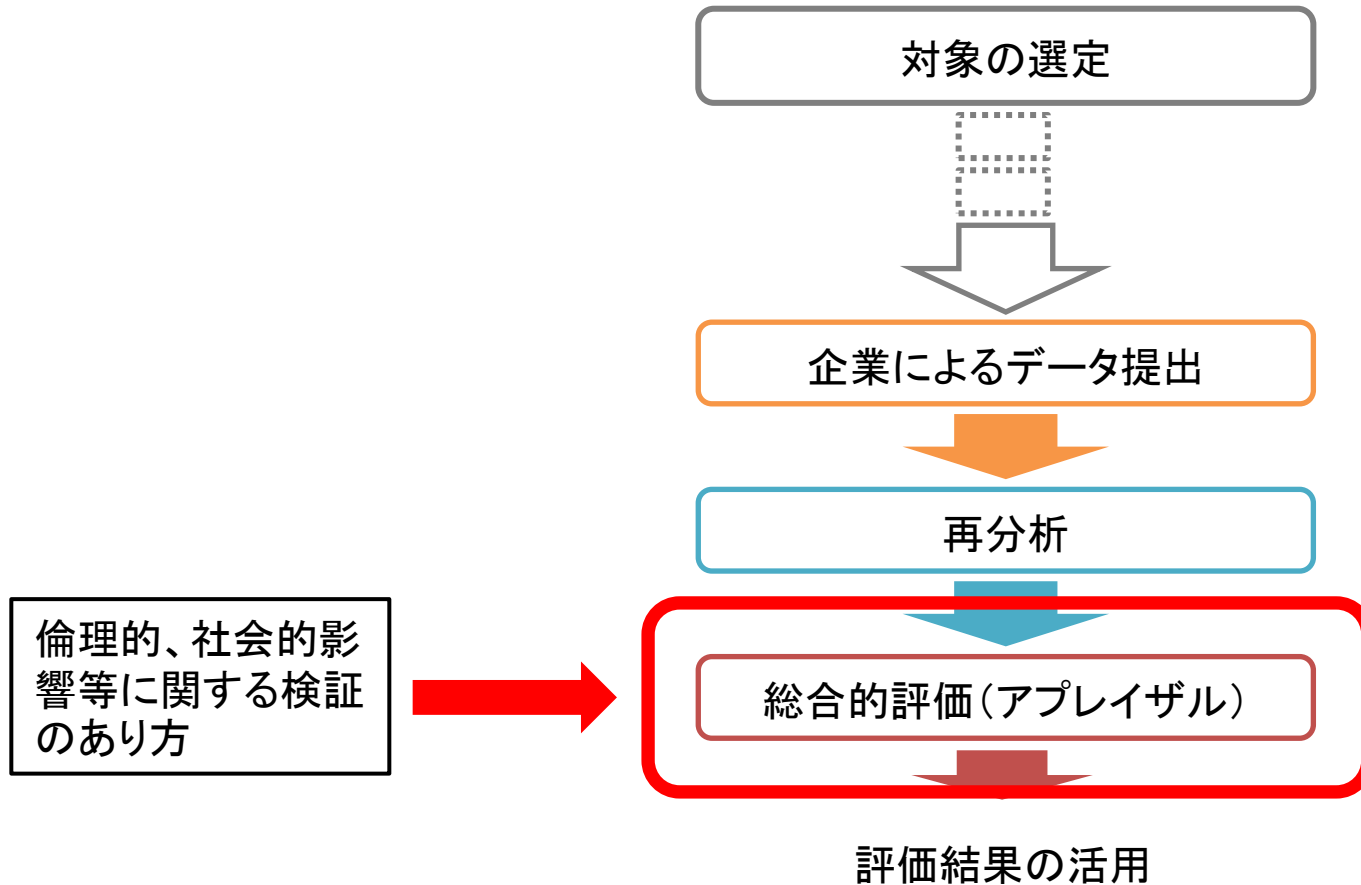 対象の選定
企業によるデータ提出
再分析
倫理的、社会的影
響等に関する検証
のあり方
総合的評価(アプレイザル)
評価結果の活用